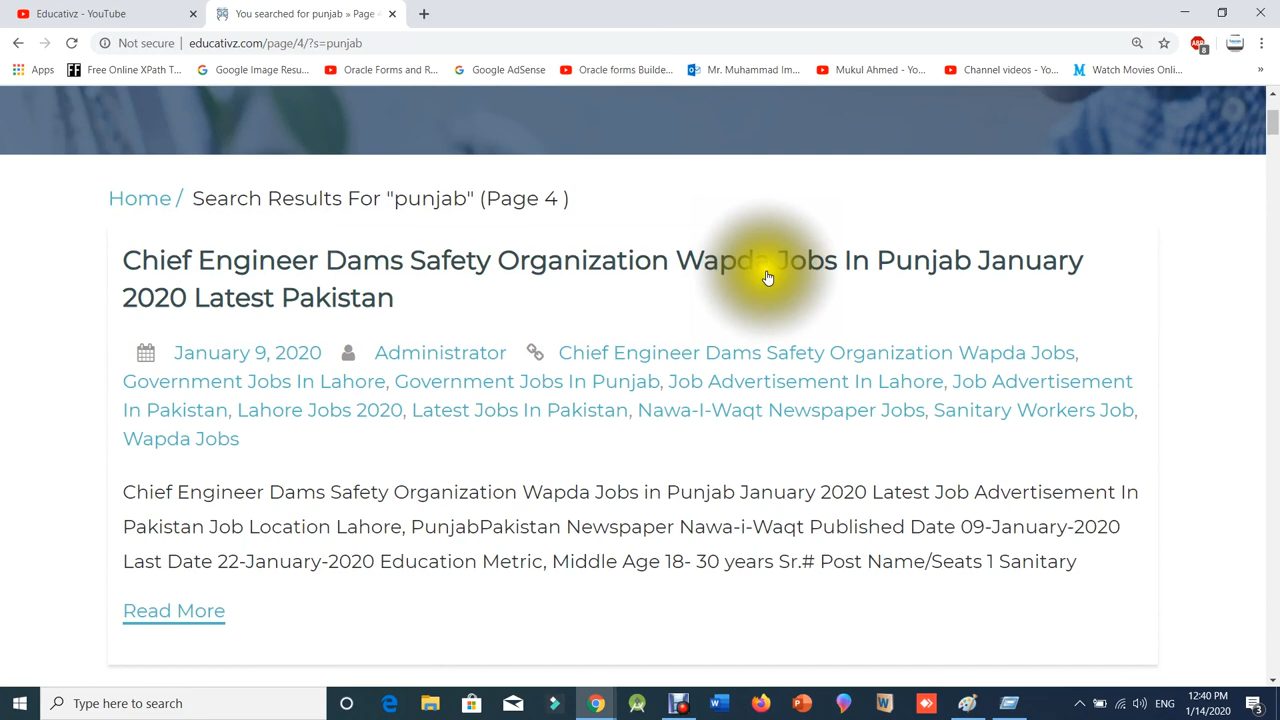 Educativz - YouTube
You searched for punjab » Page 4
Not secure
educativz.com/page/4/?s=punjab
8
Apps
Free Online XPath T...
Google Image Resu...
Oracle Forms and R...
Google AdSense
Oracle forms Builde...
Mr. Muhammad Im...
Mukul Ahmed - Yo...
Channel videos - Yo...
Watch Movies Onli...
»
Home / Search Results For "punjab" (Page 4 )
Chief Engineer Dams Safety Organization Wapda Jobs In Punjab January
2020 Latest Pakistan
January 9, 2020 Administrator Chief Engineer Dams Safety Organization Wapda Jobs,
Government Jobs In Lahore, Government Jobs In Punjab, Job Advertisement In Lahore, Job Advertisement
In Pakistan, Lahore Jobs 2020, Latest Jobs In Pakistan, Nawa-I-Waqt Newspaper Jobs, Sanitary Workers Job,
Wapda Jobs
Chief Engineer Dams Safety Organization Wapda Jobs in Punjab January 2020 Latest Job Advertisement In
Pakistan Job Location Lahore, PunjabPakistan Newspaper Nawa-i-Waqt Published Date 09-January-2020
Last Date 22-January-2020 Education Metric, Middle Age 18- 30 years Sr.# Post Name/Seats 1 Sanitary
Read More
Type here to search
ENG
12:40 PM
1/14/2020
3